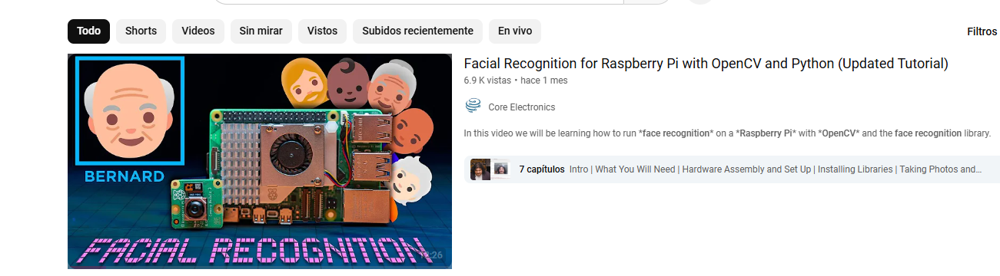 Todo
Shorts
Videos
Sin mirar
Vistos
Subidos recientemente
En vivo
Filtros
BERNARD
FACIAL RECOGNITION
Facial Recognition for Raspberry Pi with OpenCV and Python (Updated Tutorial)
6.9 K vistas • hace 1 mes
Core Electronics
In this video we will be learning how to run *face recognition* on a *Raspberry Pi* with *OpenCV* and the face recognition library.
7 capítulos Intro | What You Will Need | Hardware Assembly and Set Up | Installing Libraries | Taking Photos and…